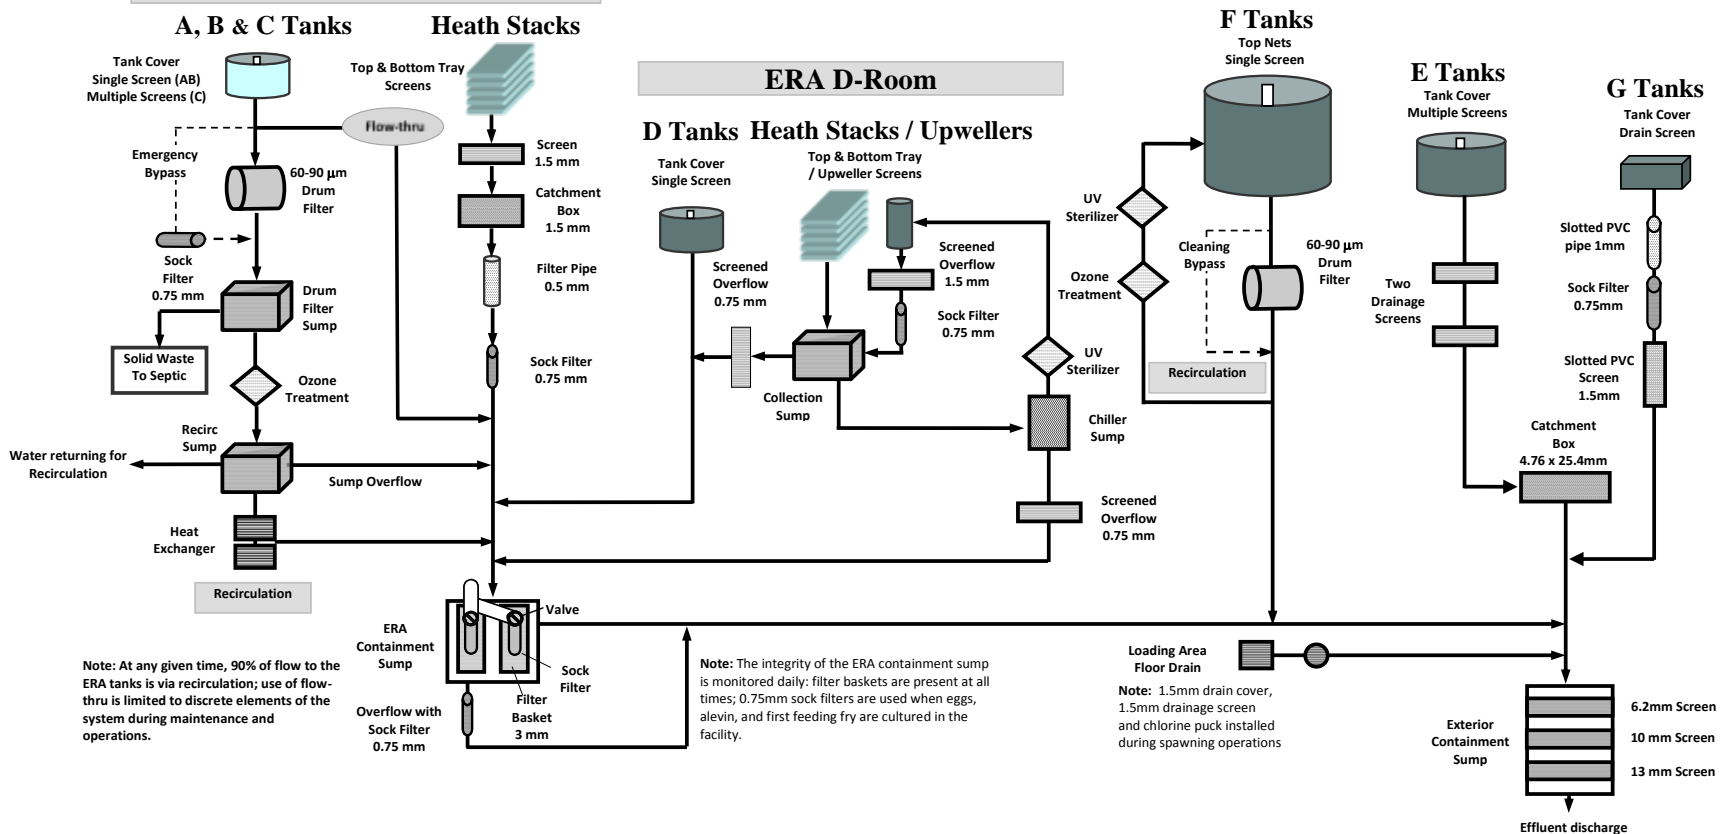 A, B & C Tanks
Tank Cover
Single Screen (AB)
Multiple Screens (C)
Emergency
Bypass
60-90 μm
Drum
Filter
Sock
Filter
0.75 mm
Drum
Filter
Sump
Solid Waste
To Septic
Ozone
Treatment
Recirc
Sump
Water returning for
Recirculation
Sump Overflow
Heat
Exchanger
Recirculation
Note: At any given time, 90% of flow to the
ERA tanks is via recirculation; use of flow-
thru is limited to discrete elements of the
system during maintenance and
operations.
Heath Stacks
Top & Bottom Tray
Screens
Flow-thru
Screen
1.5 mm
Catchment
Box
1.5 mm
Filter Pipe
0.5 mm
Sock Filter
0.75 mm
ERA
Containment
Sump
Valve
Sock
Filter
Filter
Basket
3 mm
Overflow with
Sock Filter
0.75 mm
ERA D-Room
D Tanks
Tank Cover
Single Screen
Heath Stacks / Upwellers
Top & Bottom Tray
/ Upweller Screens
Screened
Overflow
0.75 mm
Screened
Overflow
1.5 mm
Sock Filter
0.75 mm
Collection
Sump
UV
Sterilizer
Chiller
Sump
Screened
Overflow
0.75 mm
Note: The integrity of the ERA containment sump
is monitored daily: filter baskets are present at all
times; 0.75mm sock filters are used when eggs,
alevin, and first feeding fry are cultured in the
facility.
F Tanks
Top Nets
Single Screen
UV
Sterilizer
Ozone
Treatment
Cleaning
Bypass
60-90 μm
Drum
Filter
Recirculation
Loading Area
Floor Drain
Note: 1.5mm drain cover,
1.5mm drainage screen
and chlorine puck installed
during spawning operations
E Tanks
Tank Cover
Multiple Screens
Two
Drainage
Screens
Catchment
Box
4.76 x 25.4mm
G Tanks
Tank Cover
Drain Screen
Slotted PVC
pipe 1mm
Sock Filter
0.75mm
Slotted PVC
Screen
1.5mm
Exterior
Containment
Sump
6.2mm Screen
10 mm Screen
13 mm Screen
Effluent discharge